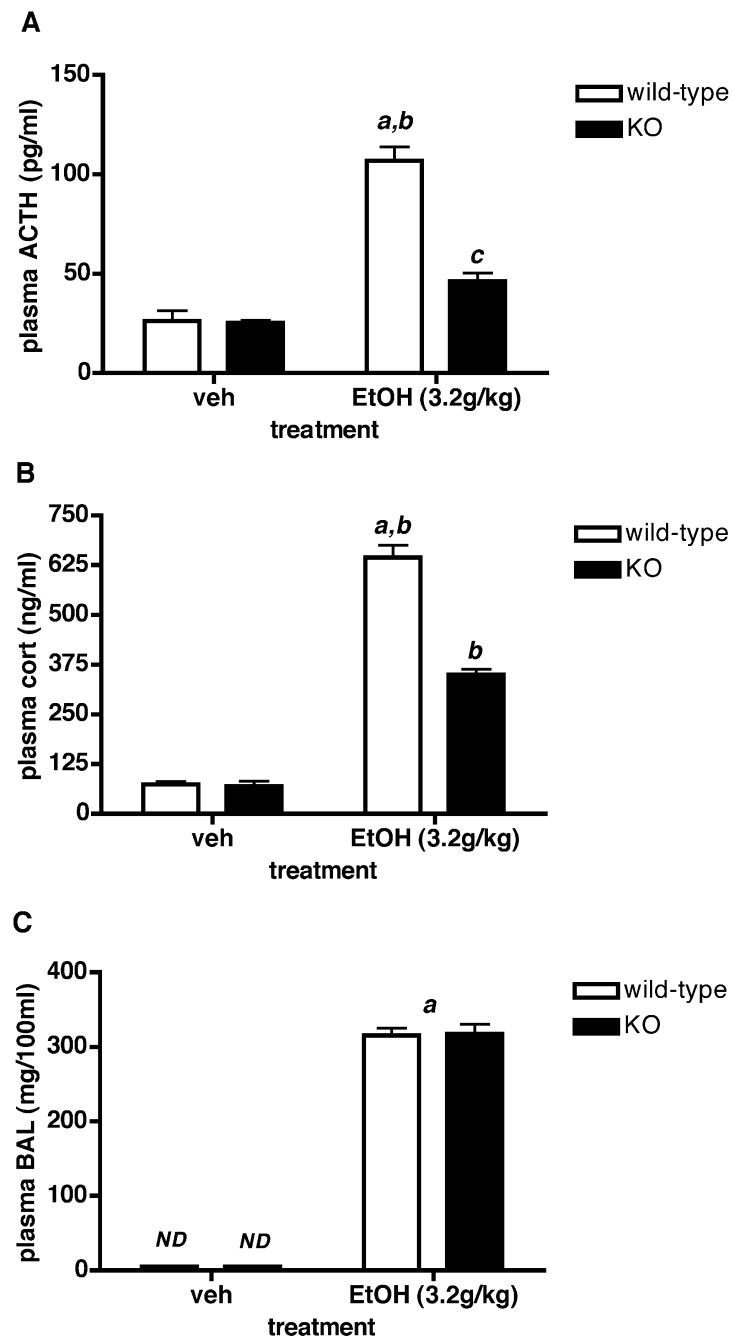 A
150
100
50
0
plasma ACTH (pg/ml)
a,b
c
wild-type
KO
veh EtOH (3.2g/kg)
treatment
B
750
625
500
375
250
125
0
plasma cort (ng/ml)
a,b
b
wild-type
KO
veh EtOH (3.2g/kg)
treatment
C
400
300
200
100
0
plasma BAL (mg/100ml)
ND ND
a
wild-type
KO
veh EtOH (3.2g/kg)
treatment